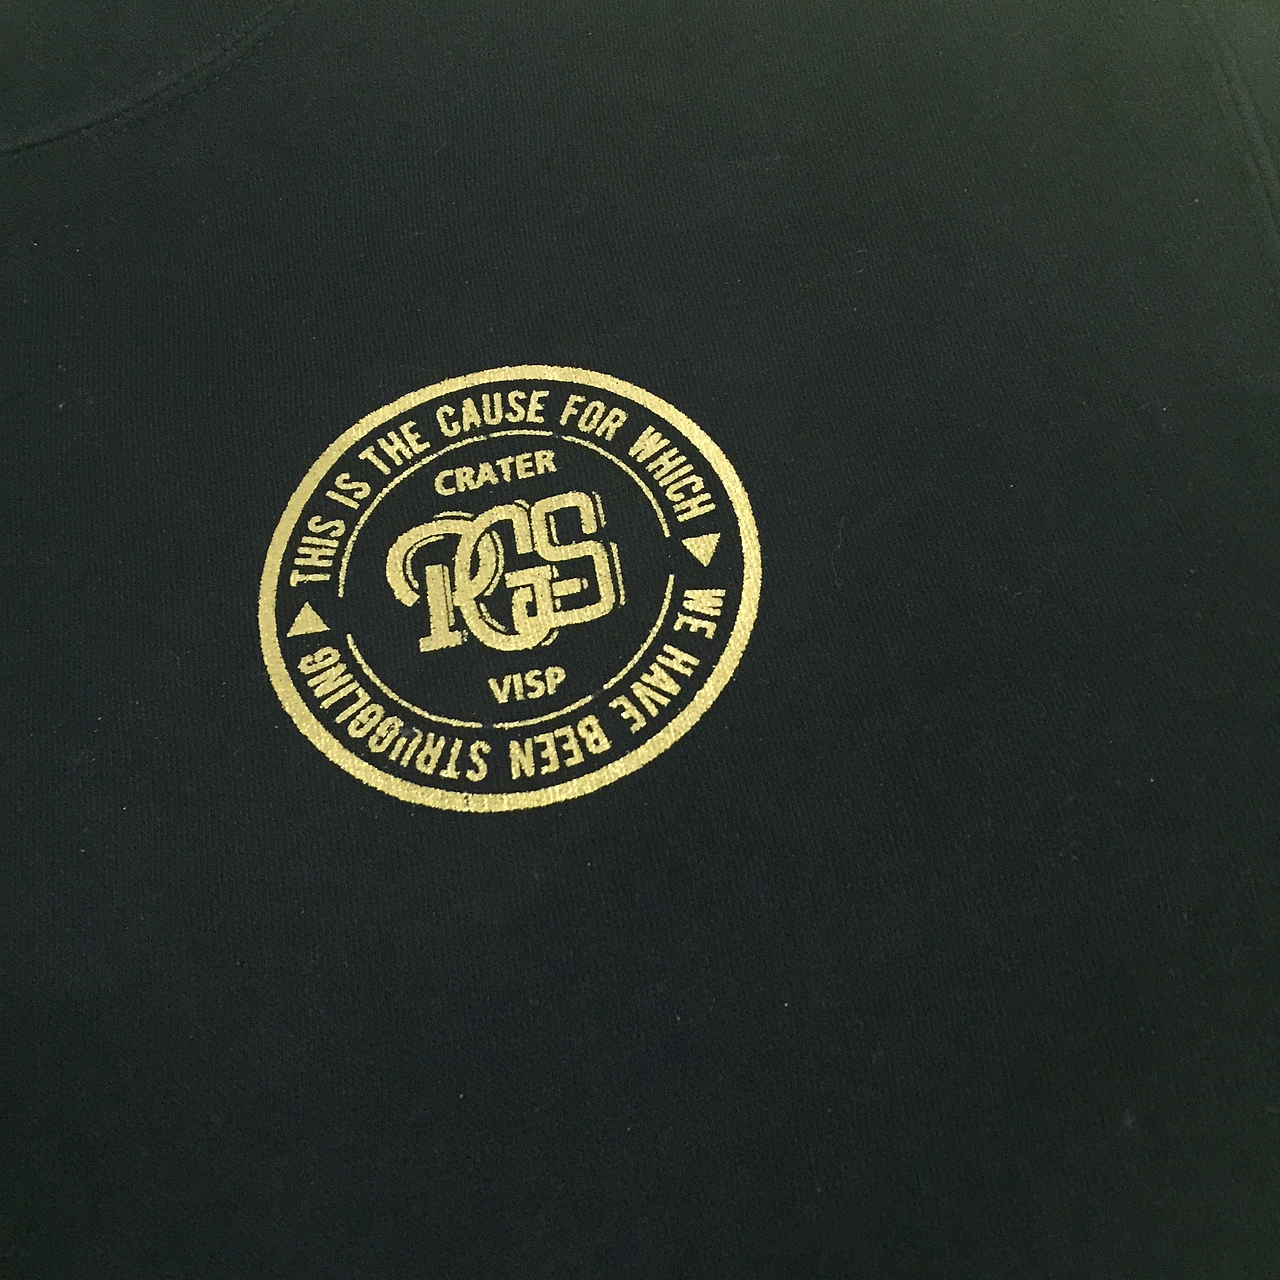 THIS IS THE CAUSE FOR WHICH
WE HAVE BEEN STRUGGLING
CRATER
RGS
VISP